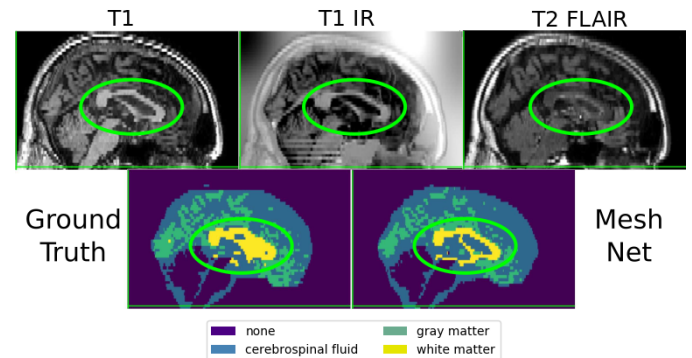 T1
T1 IR
T2 FLAIR
Ground
Truth
Mesh
Net
none
gray matter
cerebrospinal fluid
white matter